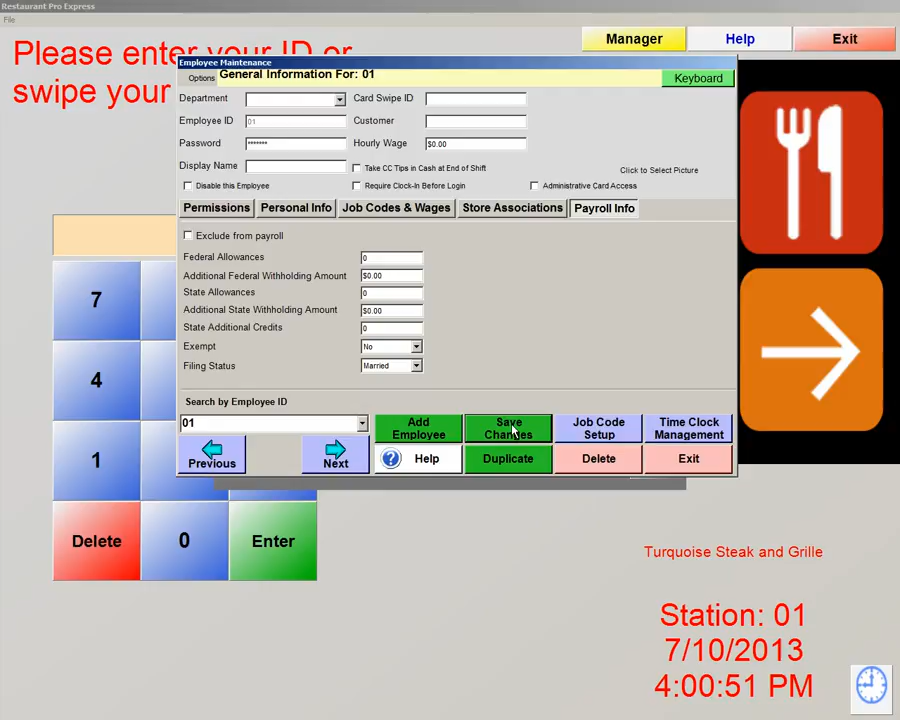 Restaurant Pro Express
File
Please enter your ID or
swipe your
Manager
Help
Exit
Employee Maintenance
Options
General Information For: 01
Keyboard
Department
Card Swipe ID
Employee ID
01
Customer
Password
*******
Hourly Wage
$0.00
Display Name
Take CC Tips in Cash at End of Shift
Click to Select Picture
Disable this Employee
Require Clock-In Before Login
Administrative Card Access
Permissions
Personal Info
Job Codes & Wages
Store Associations
Payroll Info
Exclude from payroll
Federal Allowances
0
Additional Federal Withholding Amount
$0.00
State Allowances
0
Additional State Withholding Amount
$0.00
State Additional Credits
0
Exempt
No
Filing Status
Married
Search by Employee ID
01
Add
Employee
Save
Changes
Job Code
Setup
Time Clock
Management
Previous
Next
Help
Duplicate
Delete
Exit
7
4
1
Delete
0
Enter
Turquoise Steak and Grille
Station: 01
7/10/2013
4:00:51 PM